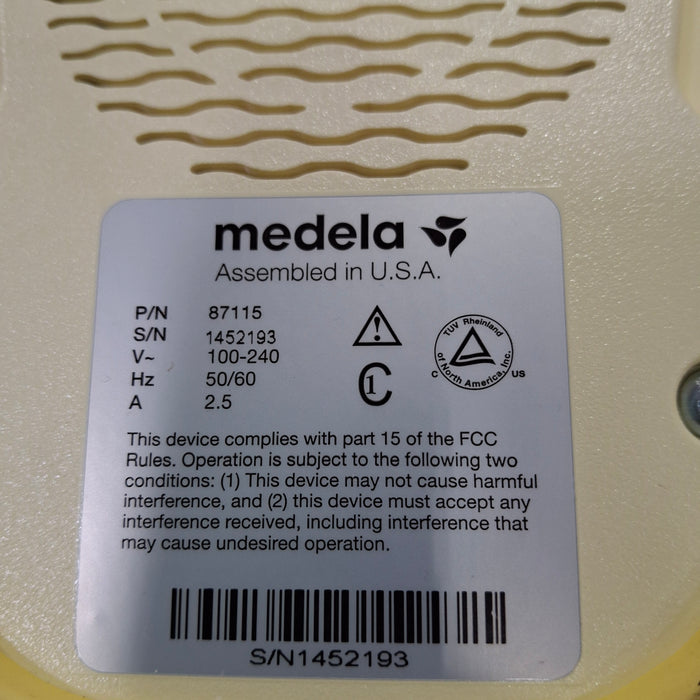 medela
Assembled in U.S.A.
P/N 87115
S/N 1452193
V~ 100-240
Hz 50/60
A 2.5
C1
TUV Rheinland
of North America, Inc.
C US
This device complies with part 15 of the FCC
Rules. Operation is subject to the following two
conditions: (1) This device may not cause harmful
interference, and (2) this device must accept any
interference received, including interference that
may cause undesired operation.
S/N1452193